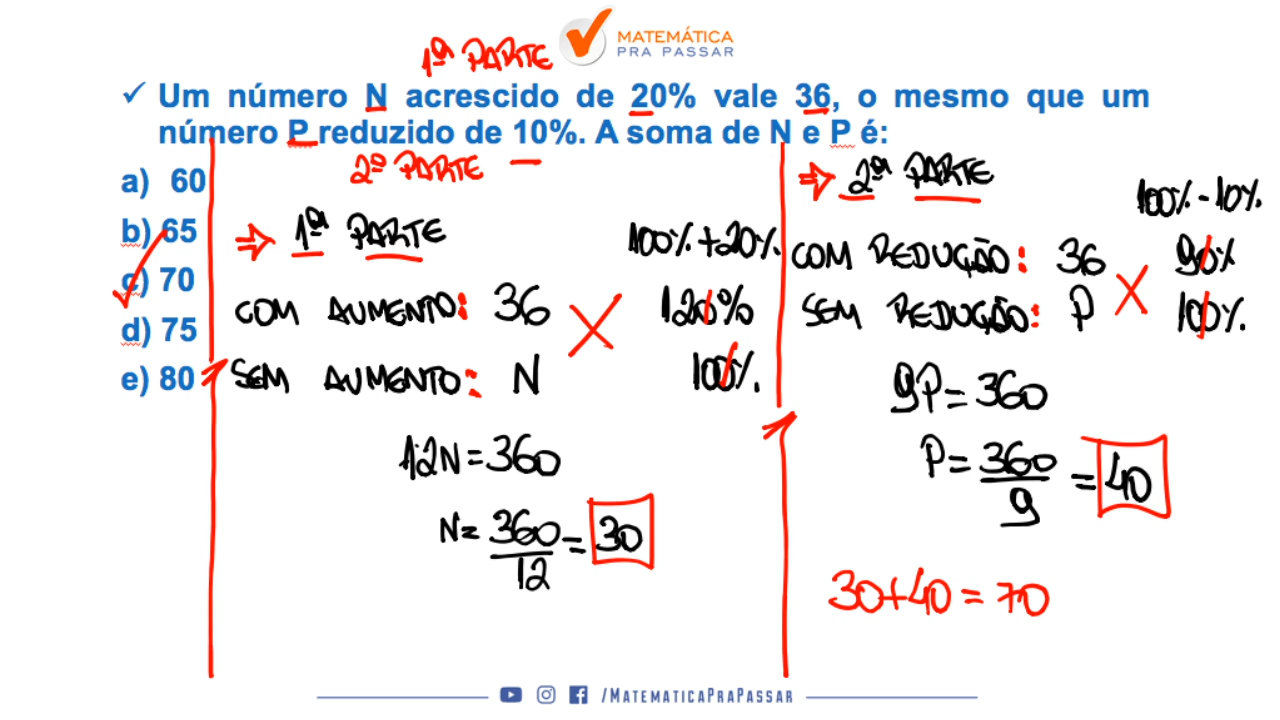 MATEMÁTICA
PRA PASSAR
1ª PARTE
✓ Um número N acrescido de 20% vale 36, o mesmo que um
número P reduzido de 10%. A soma de N e P é:
2ª PARTE
a) 60
b) 65
c) 70
d) 75
e) 80
⇒ 1ª PARTE
100% + 20%
COM AUMENTO: 36 120%
SEM AUMENTO: N 100%
12N = 360
N = 360/12 = 30
⇒ 2ª PARTE
100% - 10%
COM REDUÇÃO: 36 90%
SEM REDUÇÃO: P 100%
9P = 360
P = 360/9 = 40
30 + 40 = 70
/MATEMATICAPRAPASSAR